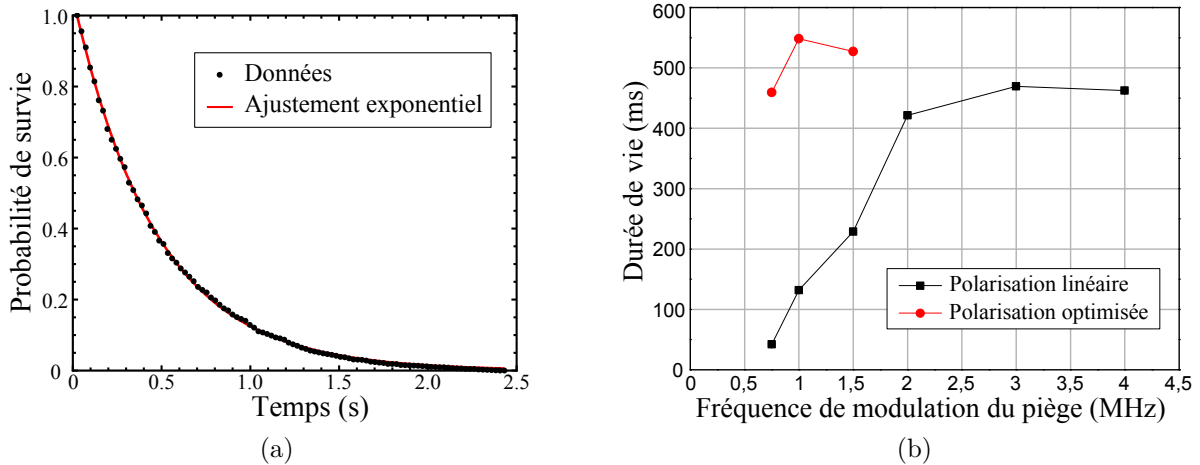 Probabilité de survie
1.0
0.8
0.6
0.4
0.2
0
Données
Ajustement exponentiel
0
0.5
1.0
1.5
2.0
2.5
Temps (s)
(a)
Durée de vie (ms)
600
500
400
300
200
100
0
Polarisation linéaire
Polarisation optimisée
0
0,5
1
1,5
2
3
3,5
4
4,5
Fréquence de modulation du piège (MHz)
(b)